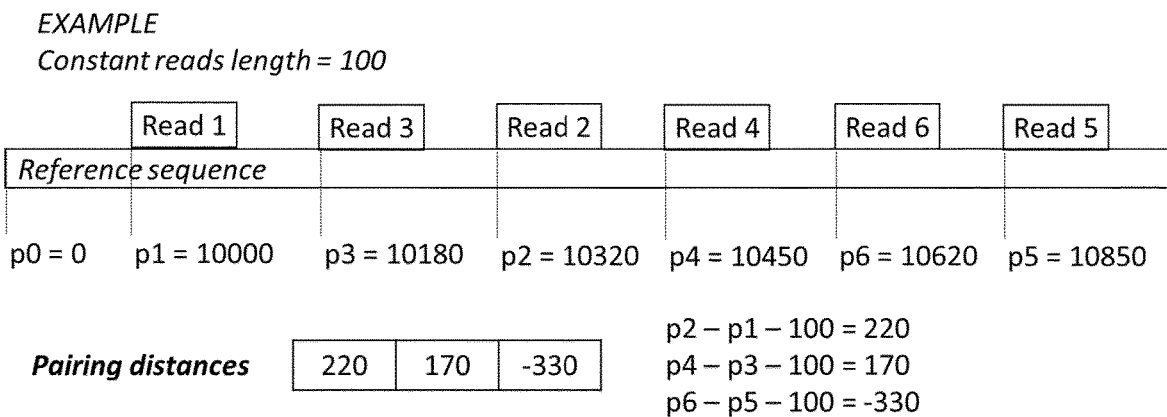 EXAMPLE
Constant reads length = 100
Read 1 Read 3 Read 2 Read 4 Read 6 Read 5
Reference sequence
p0 = 0 p1 = 10000 p3 = 10180 p2 = 10320 p4 = 10450 p6 = 10620 p5 = 10850
p2 – p1 – 100 = 220
Pairing distances 220 170 -330 p4 – p3 – 100 = 170
p6 – p5 – 100 = -330